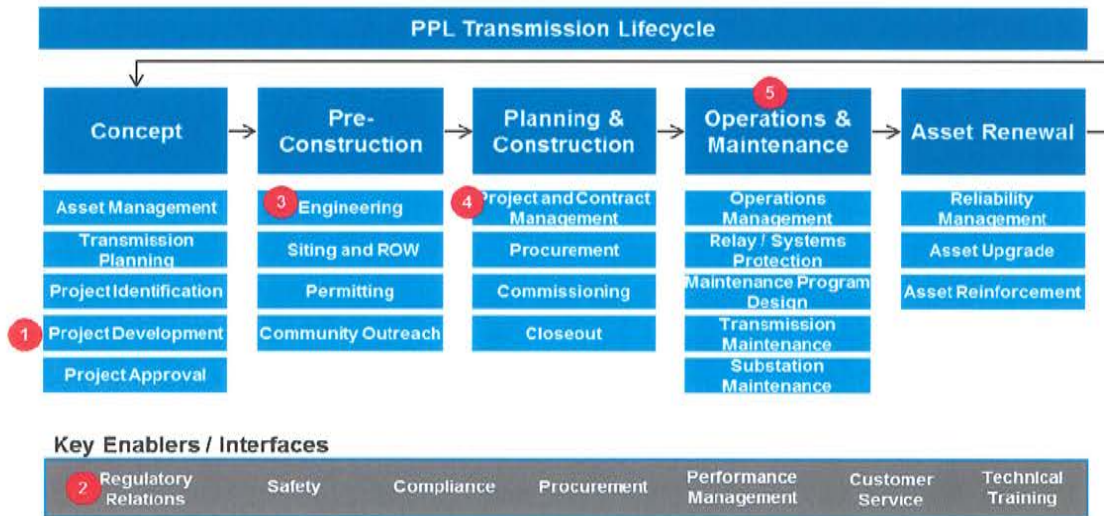 PPL Transmission Lifecycle
Concept
Pre-
Construction
Planning &
Construction
5
Operations &
Maintenance
Asset Renewal
Asset Management
Transmission
Planning
Project Identification
1
Project Development
Project Approval
3
Engineering
Siting and ROW
Permitting
Community Outreach
4
Project and Contract
Management
Procurement
Commissioning
Closeout
Operations
Management
Relay / Systems
Protection
Maintenance Program
Design
Transmission
Maintenance
Substation
Maintenance
Reliability
Management
Asset Upgrade
Asset Reinforcement
Key Enablers / Interfaces
2
Regulatory
Relations
Safety
Compliance
Procurement
Performance
Management
Customer
Service
Technical
Training